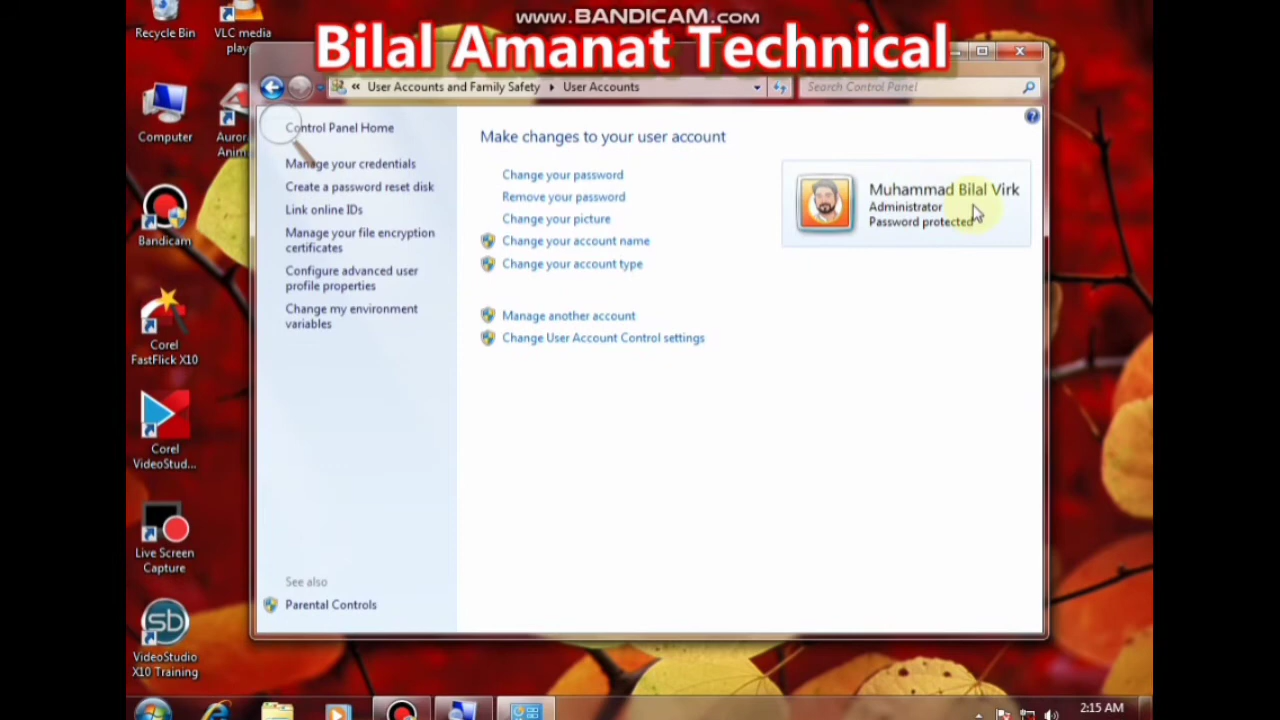 www.BANDICAM.com
Bilal Amanat Technical
Recycle Bin
VLC media
play
Computer
Auror
Anim
Bandicam
Corel
FastFlick X10
Corel
VideoStud...
Live Screen
Capture
VideoStudio
X10 Training
« User Accounts and Family Safety ▸ User Accounts
Search Control Panel
Control Panel Home
Manage your credentials
Create a password reset disk
Link online IDs
Manage your file encryption
certificates
Configure advanced user
profile properties
Change my environment
variables
See also
Parental Controls
Make changes to your user account
Change your password
Remove your password
Change your picture
Change your account name
Change your account type
Manage another account
Change User Account Control settings
Muhammad Bilal Virk
Administrator
Password protected
2:15 AM